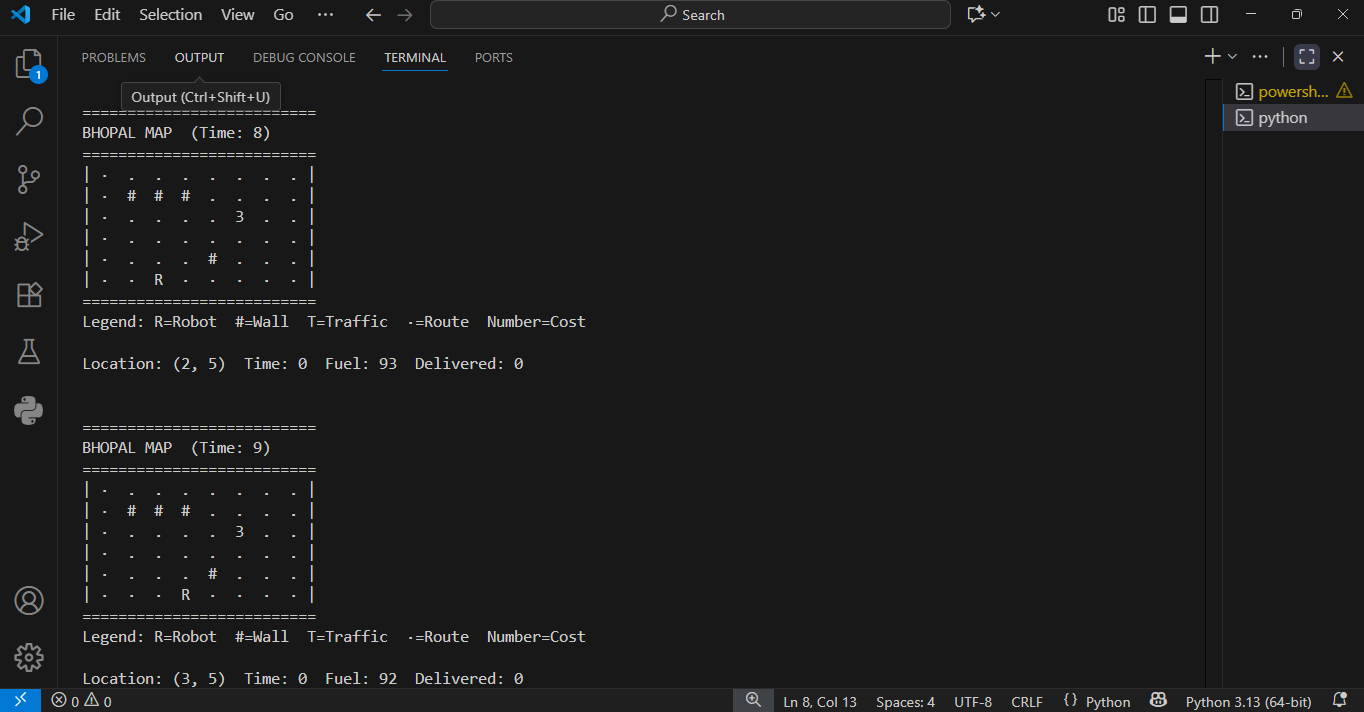 File Edit Selection View Go ··· Search
PROBLEMS OUTPUT DEBUG CONSOLE TERMINAL PORTS
1
Output (Ctrl+Shift+U)
powersh...
python
==========================
BHOPAL MAP  (Time: 8)
==========================
| ·  .  .  .  .  .  .  . |
| ·  #  #  #  .  .  .  . |
| ·  .  .  .  .  3  .  . |
| ·  .  .  .  .  .  .  . |
| ·  .  .  .  #  .  .  . |
| ·  ·  R  ·  ·  ·  ·  · |
==========================
Legend: R=Robot  #=Wall  T=Traffic  ·=Route  Number=Cost
Location: (2, 5)  Time: 0  Fuel: 93  Delivered: 0
==========================
BHOPAL MAP  (Time: 9)
==========================
| ·  .  .  .  .  .  .  . |
| ·  #  #  #  .  .  .  . |
| ·  .  .  .  .  3  .  . |
| ·  .  .  .  .  .  .  . |
| ·  .  .  .  #  .  .  . |
| ·  ·  ·  R  ·  ·  ·  · |
==========================
Legend: R=Robot  #=Wall  T=Traffic  ·=Route  Number=Cost
Location: (3, 5)  Time: 0  Fuel: 92  Delivered: 0
0 0 Ln 8, Col 13 Spaces: 4 UTF-8 CRLF {} Python Python 3.13 (64-bit)